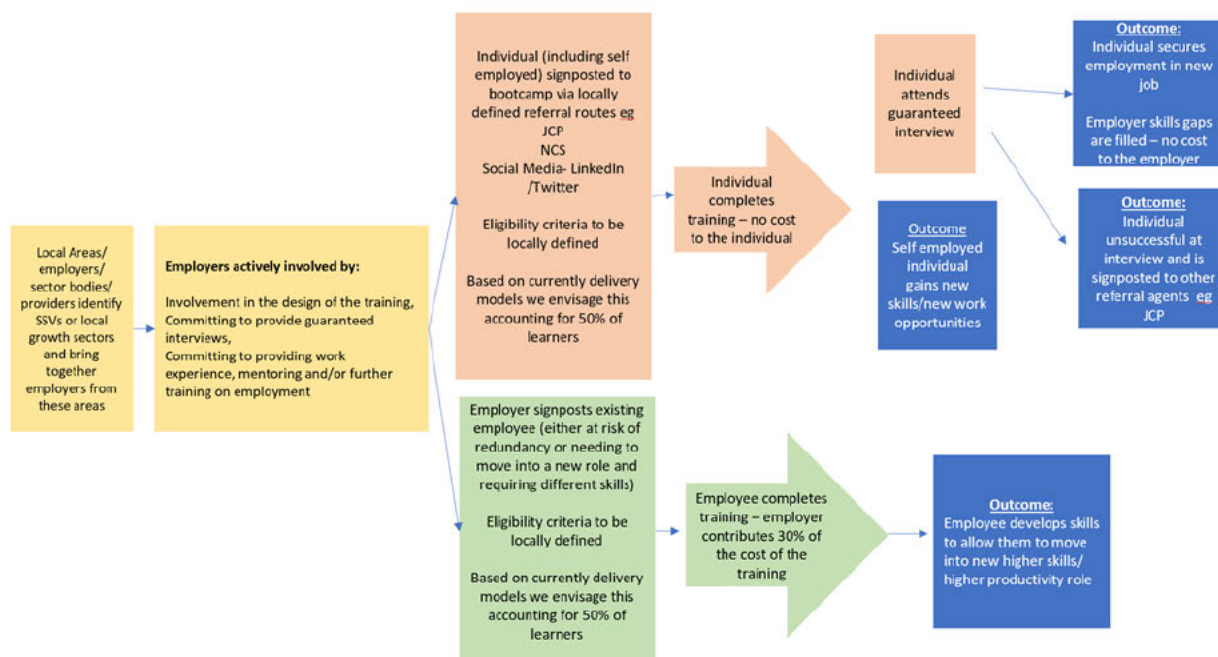 Local Areas/
employers/
sector bodies/
providers identify
SSVs or local
growth sectors
and bring
together
employers from
these areas
Employers actively involved by:
Involvement in the design of the training,
Committing to provide guaranteed
interviews,
Committing to providing work
experience, mentoring and/or further
training on employment
Individual (including self
employed) signposted to
bootcamp via locally
defined referral routes eg
JCP
NCS
Social Media- LinkedIn
/Twitter
Eligibility criteria to be
locally defined
Based on currently delivery
models we envisage this
accounting for 50% of
learners
Individual
completes
training – no cost
to the individual
Individual
attends
guaranteed
interview
Outcome:
Individual secures
employment in new
job
Employer skills gaps
are filled – no cost
to the employer
Outcome
Self employed
individual
gains new
skills/new work
opportunities
Outcome:
Individual
unsuccessful at
interview and is
signposted to other
referral agents eg
JCP
Employer signposts existing
employee (either at risk of
redundancy or needing to
move into a new role and
requiring different skills)
Eligibility criteria to be
locally defined
Based on currently delivery
models we envisage this
accounting for 50% of
learners
Employee completes
training – employer
contributes 30% of
the cost of the
training
Outcome:
Employee develops skills
to allow them to move
into new higher skills/
higher productivity role